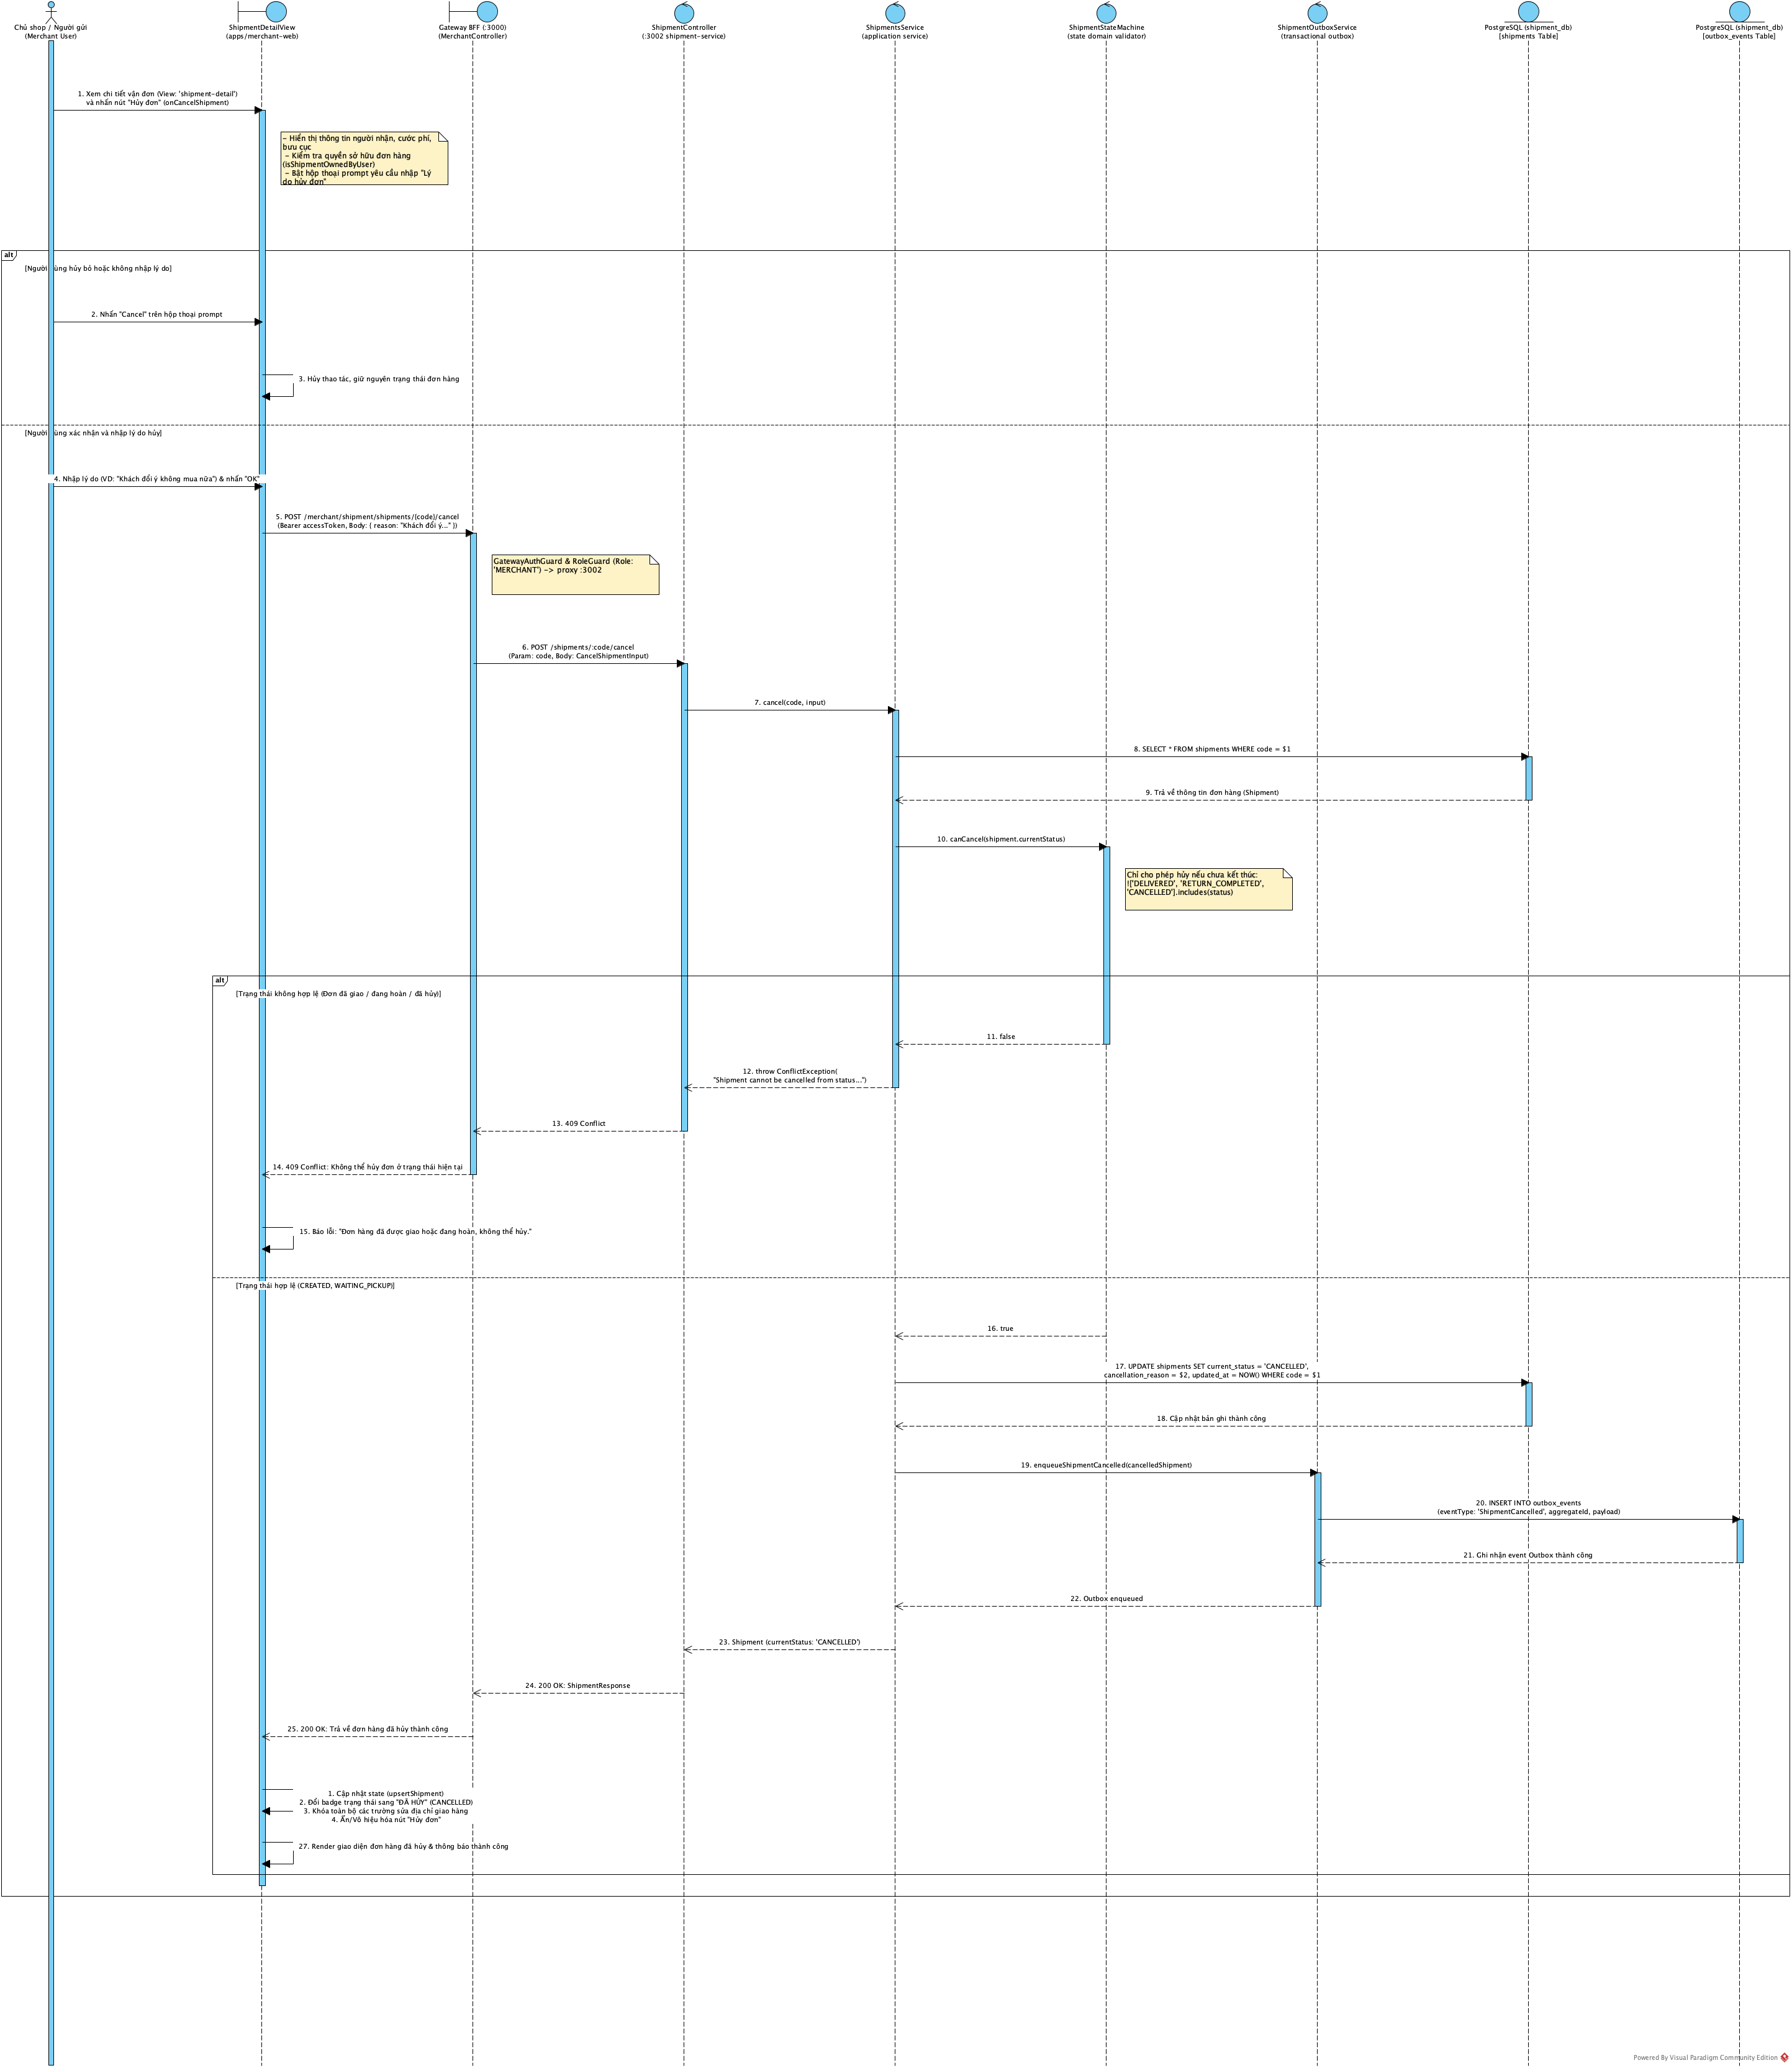 Chủ shop / Người gửi
(Merchant User)
ShipmentDetailView
(apps/merchant-web)
Gateway BFF (:3000)
(MerchantController)
ShipmentController
(:3002 shipment-service)
ShipmentsService
(application service)
ShipmentStateMachine
(state domain validator)
ShipmentOutboxService
(transactional outbox)
PostgreSQL (shipment_db)
[shipments Table]
PostgreSQL (shipment_db)
[outbox_events Table]
1. Xem chi tiết vận đơn (View: 'shipment-detail')
và nhấn nút "Hủy đơn" (onCancelShipment)
- Hiển thị thông tin người nhận, cước phí,
bưu cục
- Kiểm tra quyền sở hữu đơn hàng
(isShipmentOwnedByUser)
- Bật hộp thoại prompt yêu cầu nhập "Lý
do hủy đơn"
alt
[Người dùng hủy bỏ hoặc không nhập lý do]
2. Nhấn "Cancel" trên hộp thoại prompt
3. Hủy thao tác, giữ nguyên trạng thái đơn hàng
[Người dùng xác nhận và nhập lý do hủy]
4. Nhập lý do (VD: "Khách đổi ý không mua nữa") & nhấn "OK"
5. POST /merchant/shipment/shipments/{code}/cancel
(Bearer accessToken, Body: { reason: "Khách đổi ý..." })
GatewayAuthGuard & RoleGuard (Role:
'MERCHANT') -> proxy :3002
6. POST /shipments/:code/cancel
(Param: code, Body: CancelShipmentInput)
7. cancel(code, input)
8. SELECT * FROM shipments WHERE code = $1
9. Trả về thông tin đơn hàng (Shipment)
10. canCancel(shipment.currentStatus)
Chỉ cho phép hủy nếu chưa kết thúc:
!['DELIVERED', 'RETURN_COMPLETED',
'CANCELLED'].includes(status)
alt
[Trạng thái không hợp lệ (Đơn đã giao / đang hoàn / đã hủy)]
11. false
12. throw ConflictException(
"Shipment cannot be cancelled from status...")
13. 409 Conflict
14. 409 Conflict: Không thể hủy đơn ở trạng thái hiện tại
15. Báo lỗi: "Đơn hàng đã được giao hoặc đang hoàn, không thể hủy."
[Trạng thái hợp lệ (CREATED, WAITING_PICKUP)]
16. true
17. UPDATE shipments SET current_status = 'CANCELLED',
cancellation_reason = $2, updated_at = NOW() WHERE code = $1
18. Cập nhật bản ghi thành công
19. enqueueShipmentCancelled(cancelledShipment)
20. INSERT INTO outbox_events
(eventType: 'ShipmentCancelled', aggregateId, payload)
21. Ghi nhận event Outbox thành công
22. Outbox enqueued
23. Shipment (currentStatus: 'CANCELLED')
24. 200 OK: ShipmentResponse
25. 200 OK: Trả về đơn hàng đã hủy thành công
1. Cập nhật state (upsertShipment)
2. Đổi badge trạng thái sang "ĐÃ HỦY" (CANCELLED)
3. Khóa toàn bộ các trường sửa địa chỉ giao hàng
4. Ẩn/Vô hiệu hóa nút "Hủy đơn"
27. Render giao diện đơn hàng đã hủy & thông báo thành công
Powered By Visual Paradigm Community Edition